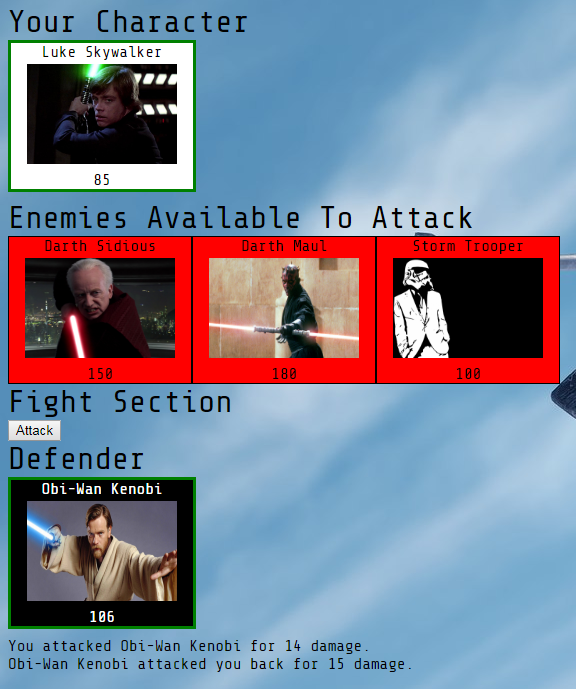 Your Character
Luke Skywalker
85
Enemies Available To Attack
Darth Sidious
Darth Maul
Storm Trooper
150
180
100
Fight Section
Attack
Defender
Obi-Wan Kenobi
106
You attacked Obi-Wan Kenobi for 14 damage.
Obi-Wan Kenobi attacked you back for 15 damage.